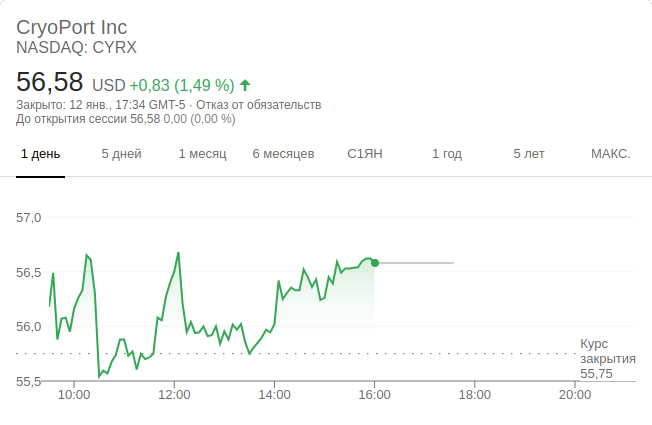 CryoPort Inc
NASDAQ: CYRX
56,58 USD +0,83 (1,49 %)
Закрыто: 12 янв., 17:34 GMT-5 · Отказ от обязательств
До открытия сессии 56,58 0,00 (0,00 %)
1 день 5 дней 1 месяц 6 месяцев С1ЯН 1 год 5 лет МАКС.
57,0
56,5
56,0
Курс
закрытия
55,75
55,5
10:00 12:00 14:00 16:00 18:00 20:00